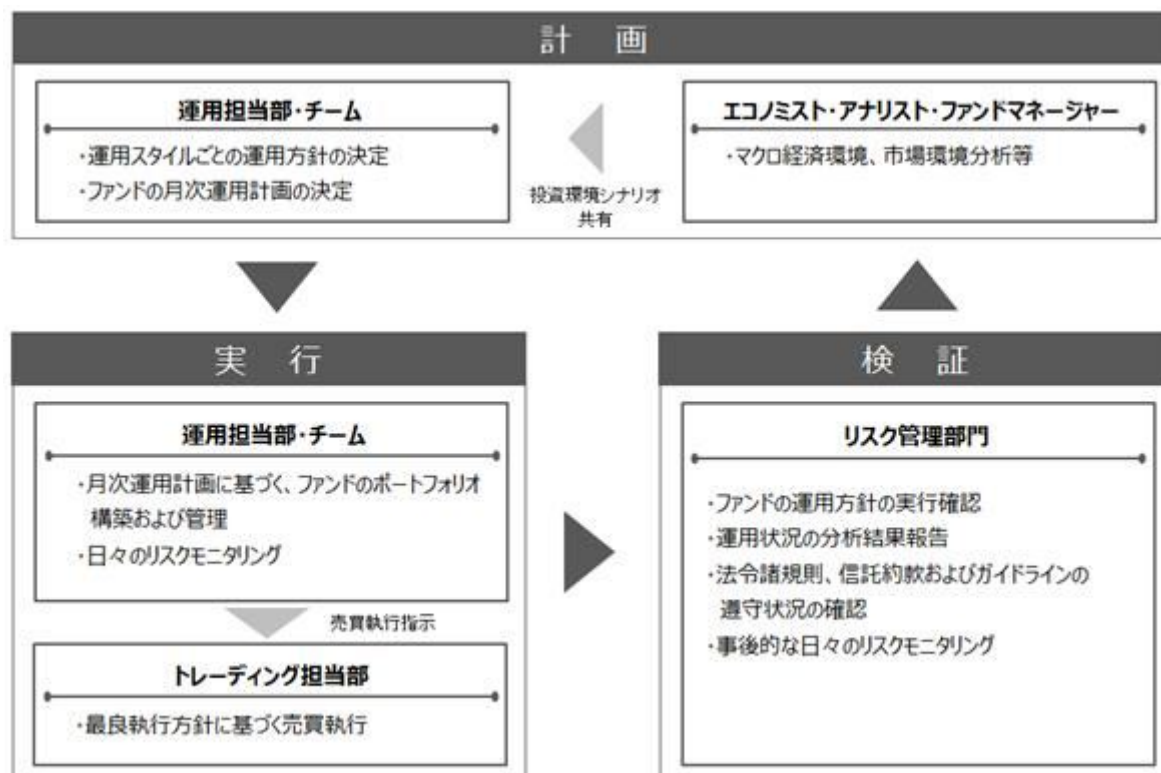 計 画
運用担当部・チーム
・運用スタイルごとの運用方針の決定
・ファンドの月次運用計画の決定
投資環境シナリオ
共有
エコノミスト・アナリスト・ファンドマネージャー
・マクロ経済環境、市場環境分析等
実 行
運用担当部・チーム
・月次運用計画に基づく、ファンドのポートフォリオ
構築および管理
・日々のリスクモニタリング
売買執行指示
トレーディング担当部
・最良執行方針に基づく売買執行
検 証
リスク管理部門
・ファンドの運用方針の実行確認
・運用状況の分析結果報告
・法令諸規則、信託約款およびガイドラインの
遵守状況の確認
・事後的な日々のリスクモニタリング